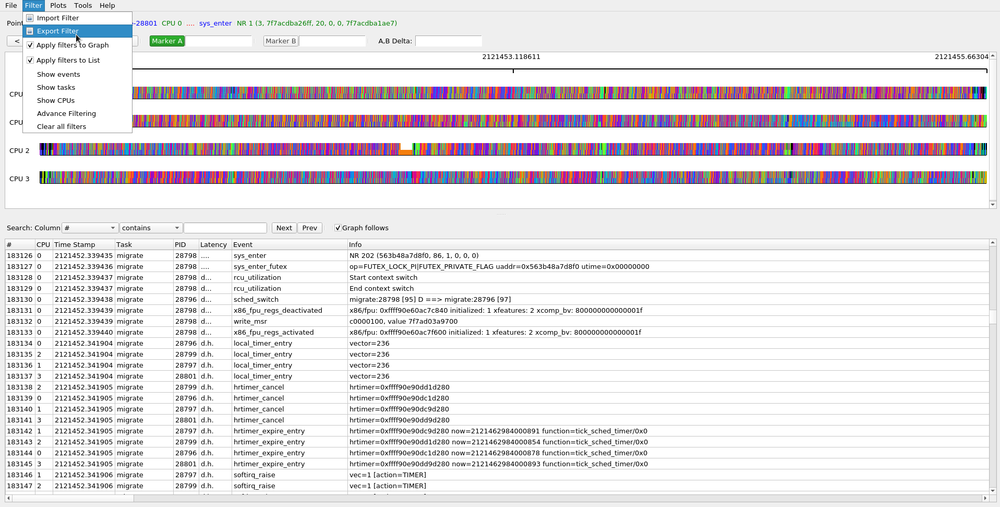 File Filter Plots Tools Help
Import Filter
Poin -28801 CPU 0 .... sys_enter NR 1 (3, 7f7acdba26ff, 20, 0, 0, 7f7acdba1ae7)
Export Filter
< Marker A Marker B A,B Delta:
Apply filters to Graph
Apply filters to List
2121453.118611 2121455.66304
Show events
Show tasks
CPU
Show CPUs
Advance Filtering
CPU
Clear all filters
CPU 2
CPU 3
Search: Column # contains Next Prev Graph follows
# CPU Time Stamp Task PID Latency Event Info
183126 0 2121452.339435 migrate 28798 .... sys_enter NR 202 (563b48a7d8f0, 86, 1, 0, 0, 0)
183127 0 2121452.339436 migrate 28798 .... sys_enter_futex op=FUTEX_LOCK_PI|FUTEX_PRIVATE_FLAG uaddr=0x563b48a7d8f0 utime=0x00000000
183128 0 2121452.339437 migrate 28798 d... rcu_utilization Start context switch
183129 0 2121452.339437 migrate 28798 d... rcu_utilization End context switch
183130 0 2121452.339438 migrate 28796 d... sched_switch migrate:28798 [95] D ==> migrate:28796 [97]
183131 0 2121452.339439 migrate 28798 d... x86_fpu_regs_deactivated x86/fpu: 0xffff90e60ac7c840 initialized: 1 xfeatures: 2 xcomp_bv: 800000000000001f
183132 0 2121452.339439 migrate 28798 d... write_msr c0000100, value 7f7ad03a9700
183133 0 2121452.339440 migrate 28798 d... x86_fpu_regs_activated x86/fpu: 0xffff90e60ac7f600 initialized: 1 xfeatures: 2 xcomp_bv: 800000000000001f
183134 0 2121452.341904 migrate 28796 d.h. local_timer_entry vector=236
183135 2 2121452.341904 migrate 28799 d.h. local_timer_entry vector=236
183136 1 2121452.341904 migrate 28797 d.h. local_timer_entry vector=236
183137 3 2121452.341904 migrate 28801 d.h. local_timer_entry vector=236
183138 2 2121452.341905 migrate 28799 d.h. hrtimer_cancel hrtimer=0xffff90e90dd1d280
183139 0 2121452.341905 migrate 28796 d.h. hrtimer_cancel hrtimer=0xffff90e90dc1d280
183140 1 2121452.341905 migrate 28797 d.h. hrtimer_cancel hrtimer=0xffff90e90dc9d280
183141 3 2121452.341905 migrate 28801 d.h. hrtimer_cancel hrtimer=0xffff90e90dd9d280
183142 1 2121452.341905 migrate 28797 d.h. hrtimer_expire_entry hrtimer=0xffff90e90dc9d280 now=2121462984000891 function=tick_sched_timer/0x0
183143 2 2121452.341905 migrate 28799 d.h. hrtimer_expire_entry hrtimer=0xffff90e90dd1d280 now=2121462984000854 function=tick_sched_timer/0x0
183144 0 2121452.341905 migrate 28796 d.h. hrtimer_expire_entry hrtimer=0xffff90e90dc1d280 now=2121462984000878 function=tick_sched_timer/0x0
183145 3 2121452.341905 migrate 28801 d.h. hrtimer_expire_entry hrtimer=0xffff90e90dd9d280 now=2121462984000893 function=tick_sched_timer/0x0
183146 1 2121452.341906 migrate 28797 d.h. softirq_raise vec=1 [action=TIMER]
183147 2 2121452.341906 migrate 28799 d.h. softirq_raise vec=1 [action=TIMER]